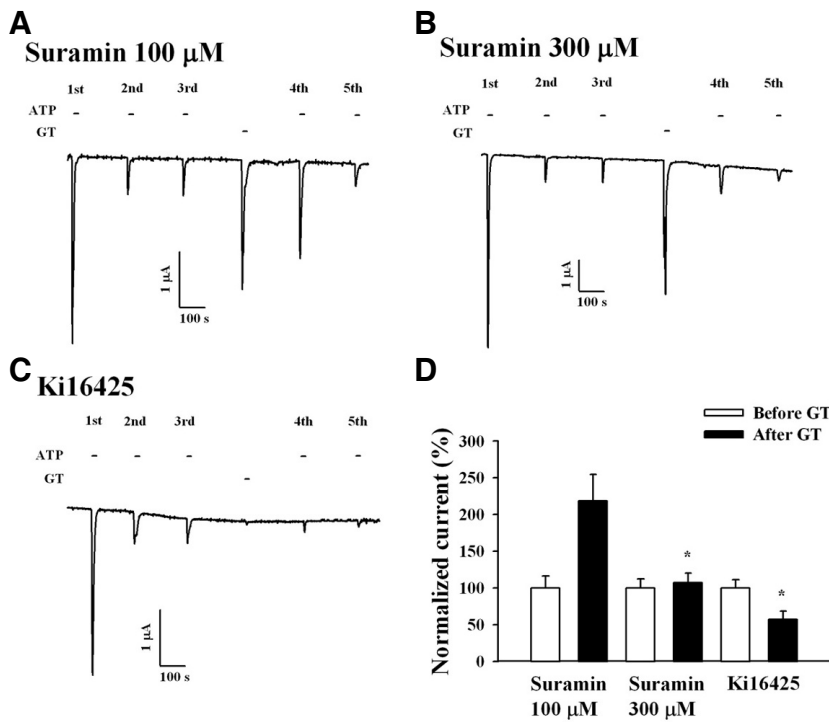 A
Suramin 100 μM
1st 2nd 3rd 4th 5th
ATP
GT
1 μA
100 s
B
Suramin 300 μM
1st 2nd 3rd 4th 5th
ATP
GT
1 μA
100 s
C
Ki16425
1st 2nd 3rd 4th 5th
ATP
GT
1 μA
100 s
D
Before GT
After GT
Normalized current (%)
300
250
200
150
100
50
0
*
*
Suramin 100 μM
Suramin 300 μM
Ki16425